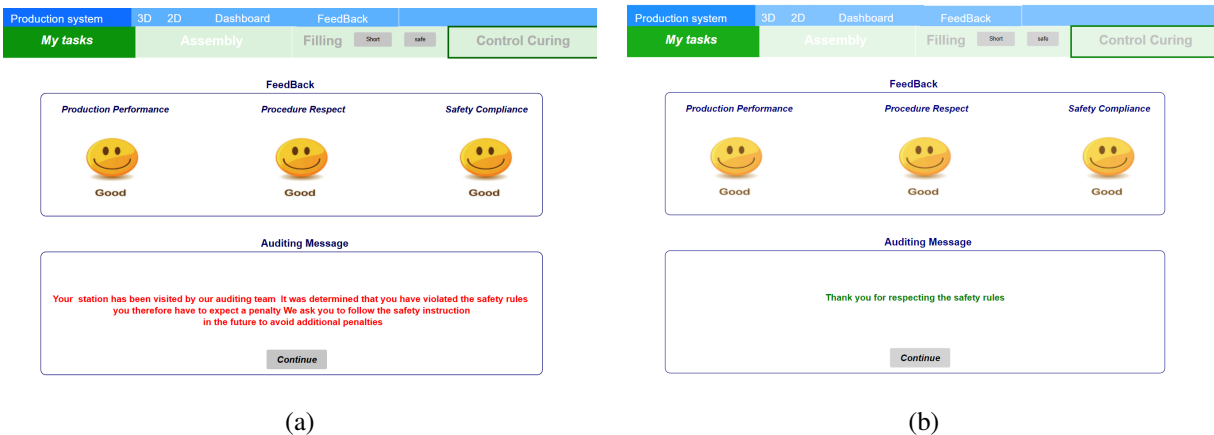 Production system 3D 2D Dashboard FeedBack
My tasks Assembly Filling Short safe Control Curing
FeedBack
Production Performance Procedure Respect Safety Compliance
Good Good Good
Auditing Message
Your station has been visited by our auditing team It was determined that you have violated the safety rules
you therefore have to expect a penalty We ask you to follow the safety instruction
in the future to avoid additional penalties
Continue
(a)
Production system 3D 2D Dashboard FeedBack
My tasks Assembly Filling Short safe Control Curing
FeedBack
Production Performance Procedure Respect Safety Compliance
Good Good Good
Auditing Message
Thank you for respecting the safety rules
Continue
(b)